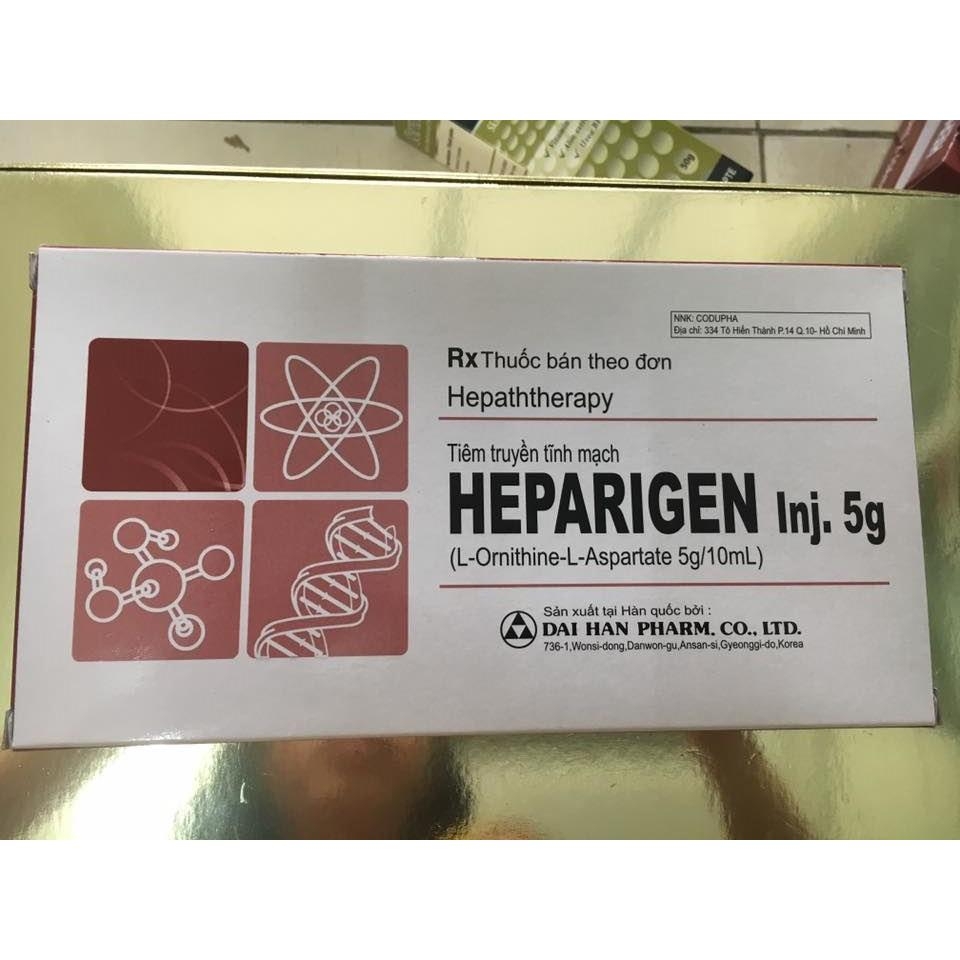 50g
NNK: CODUPHA
Địa chỉ: 334 Tô Hiến Thành P.14 Q.10- Hồ Chí Minh
Rx Thuốc bán theo đơn
Hepaththerapy
Tiêm truyền tĩnh mạch
HEPARIGEN Inj. 5g
(L-Ornithine-L-Aspartate 5g/10mL)
Sản xuất tại Hàn quốc bởi :
DAI HAN PHARM. CO., LTD.
736-1,Wonsi-dong,Danwon-gu,Ansan-si,Gyeonggi-do,Korea